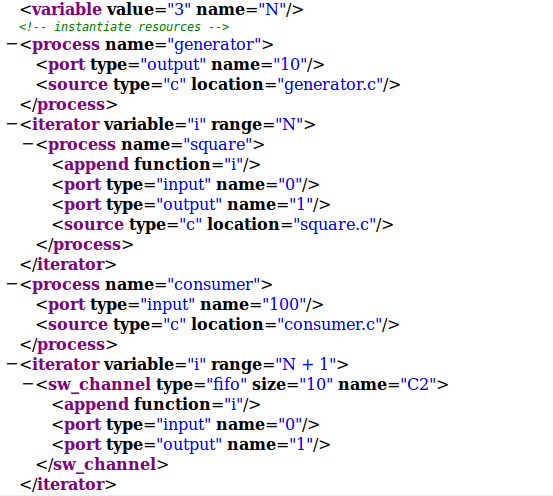 <variable value="3" name="N"/>
<!-- instantiate resources -->
−<process name="generator">
<port type="output" name="10"/>
<source type="c" location="generator.c"/>
</process>
−<iterator variable="i" range="N">
−<process name="square">
<append function="i"/>
<port type="input" name="0"/>
<port type="output" name="1"/>
<source type="c" location="square.c"/>
</process>
</iterator>
−<process name="consumer">
<port type="input" name="100"/>
<source type="c" location="consumer.c"/>
</process>
−<iterator variable="i" range="N + 1">
−<sw_channel type="fifo" size="10" name="C2">
<append function="i"/>
<port type="input" name="0"/>
<port type="output" name="1"/>
</sw_channel>
</iterator>